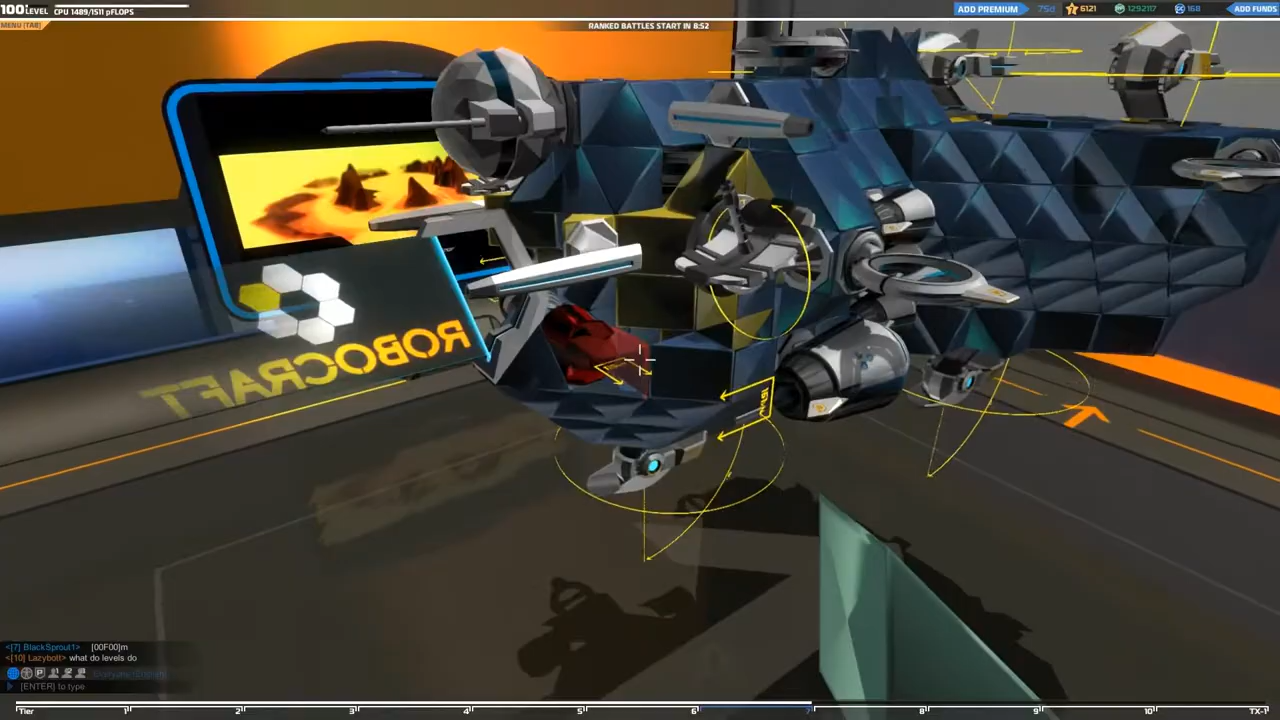 100 LEVEL CPU 1489/1511 pFLOPS
ADD PREMIUM 75d 6121 1292117 168 ADD FUNDS
MENU [TAB]
RANKED BATTLES START IN 8:52
ROBOCRAFT
<[7] BlackSprout1> [00F00]m
<[10] Lazybott> what do levels do
[ENTER] to type
Tier 1 2 3 4 5 6 7 8 9 10 TX-1